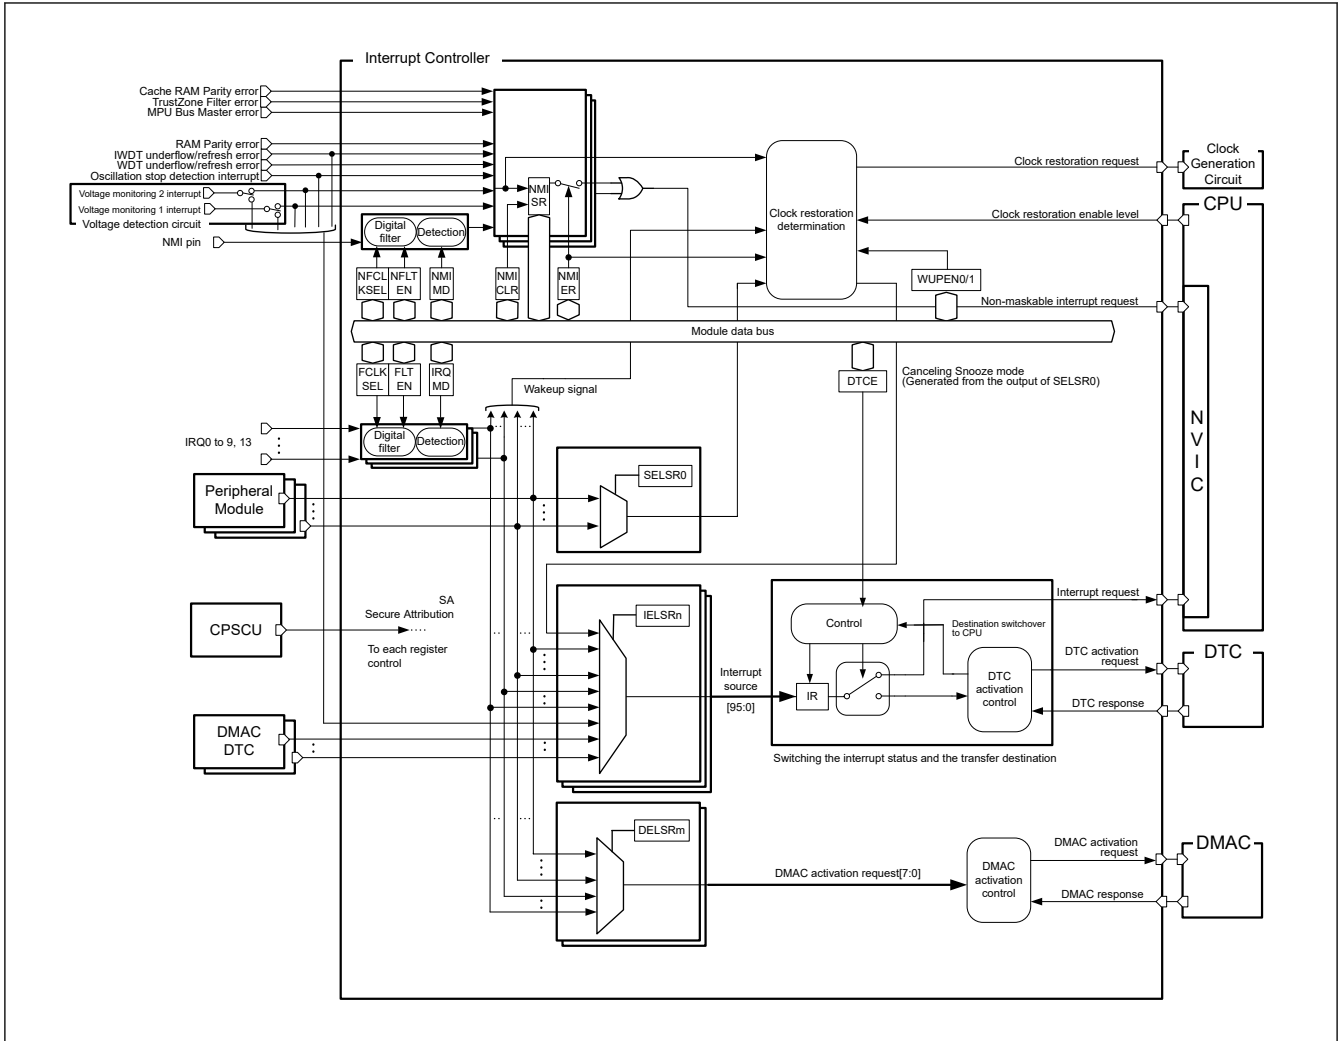 Interrupt Controller
Cache RAM Parity error
TrustZone Filter error
MPU Bus Master error
RAM Parity error
IWDT underflow/refresh error
WDT underflow/refresh error
Oscillation stop detection interrupt
Voltage monitoring 2 interrupt
Voltage monitoring 1 interrupt
Voltage detection circuit
NMI pin
Digital
filter
Detection
NMI
SR
NFCL
KSEL
NFLT
EN
NMI
MD
NMI
CLR
NMI
ER
Clock restoration
determination
Clock restoration request
Clock
Generation
Circuit
CPU
Clock restoration enable level
WUPEN0/1
Non-maskable interrupt request
Module data bus
FCLK
SEL
FLT
EN
IRQ
MD
Wakeup signal
DTCE
Canceling Snooze mode
(Generated from the output of SELSR0)
N
V
I
C
IRQ0 to 9, 13
Digital
filter
Detection
Peripheral
Module
SELSR0
CPSCU
SA
Secure Attribution
To each register
control
IELSRn
Control
Interrupt request
Destination switchover
to CPU
Interrupt
source
[95:0]
IR
DTC
activation
control
DTC activation
request
DTC response
DTC
DMAC
DTC
Switching the interrupt status and the transfer destination
DELSRm
DMAC activation request[7:0]
DMAC
activation
control
DMAC activation
request
DMAC response
DMAC